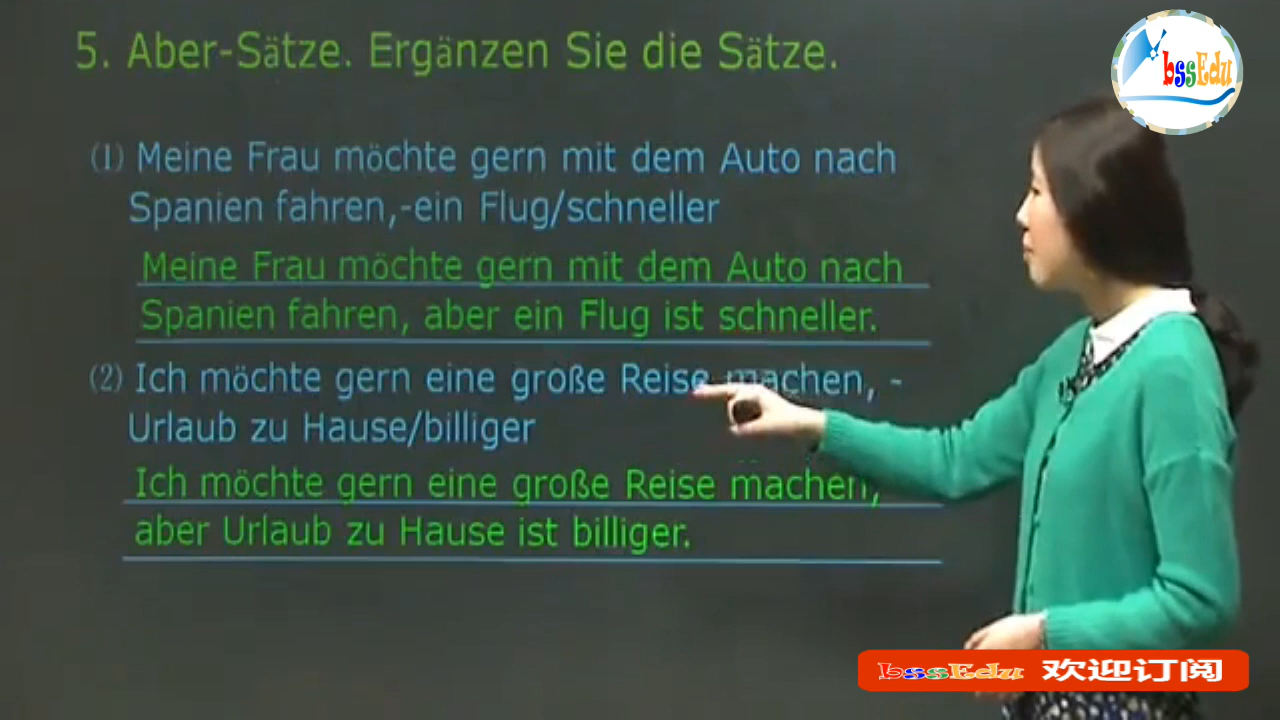 bssEdu
5. Aber-Sätze. Ergänzen Sie die Sätze.
(1) Meine Frau möchte gern mit dem Auto nach
Spanien fahren,-ein Flug/schneller
Meine Frau möchte gern mit dem Auto nach
Spanien fahren, aber ein Flug ist schneller.
(2) Ich möchte gern eine große Reise machen, -
Urlaub zu Hause/billiger
Ich möchte gern eine große Reise machen,
aber Urlaub zu Hause ist billiger.
bssEdu 欢迎订阅